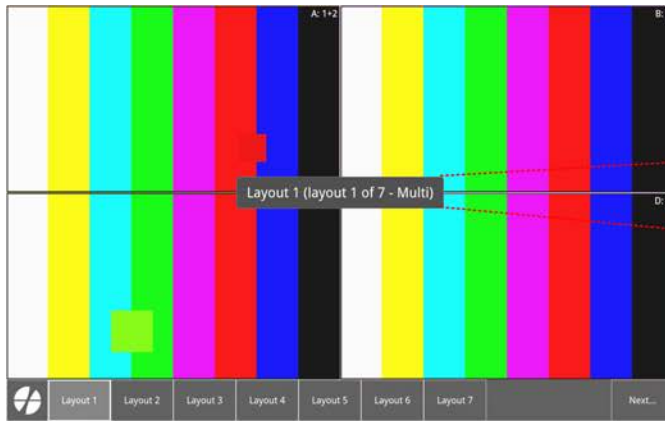 A: 1+2
B:
Layout 1 (layout 1 of 7 - Multi)
D:
Layout 1 Layout 2 Layout 3 Layout 4 Layout 5 Layout 6 Layout 7 Next...